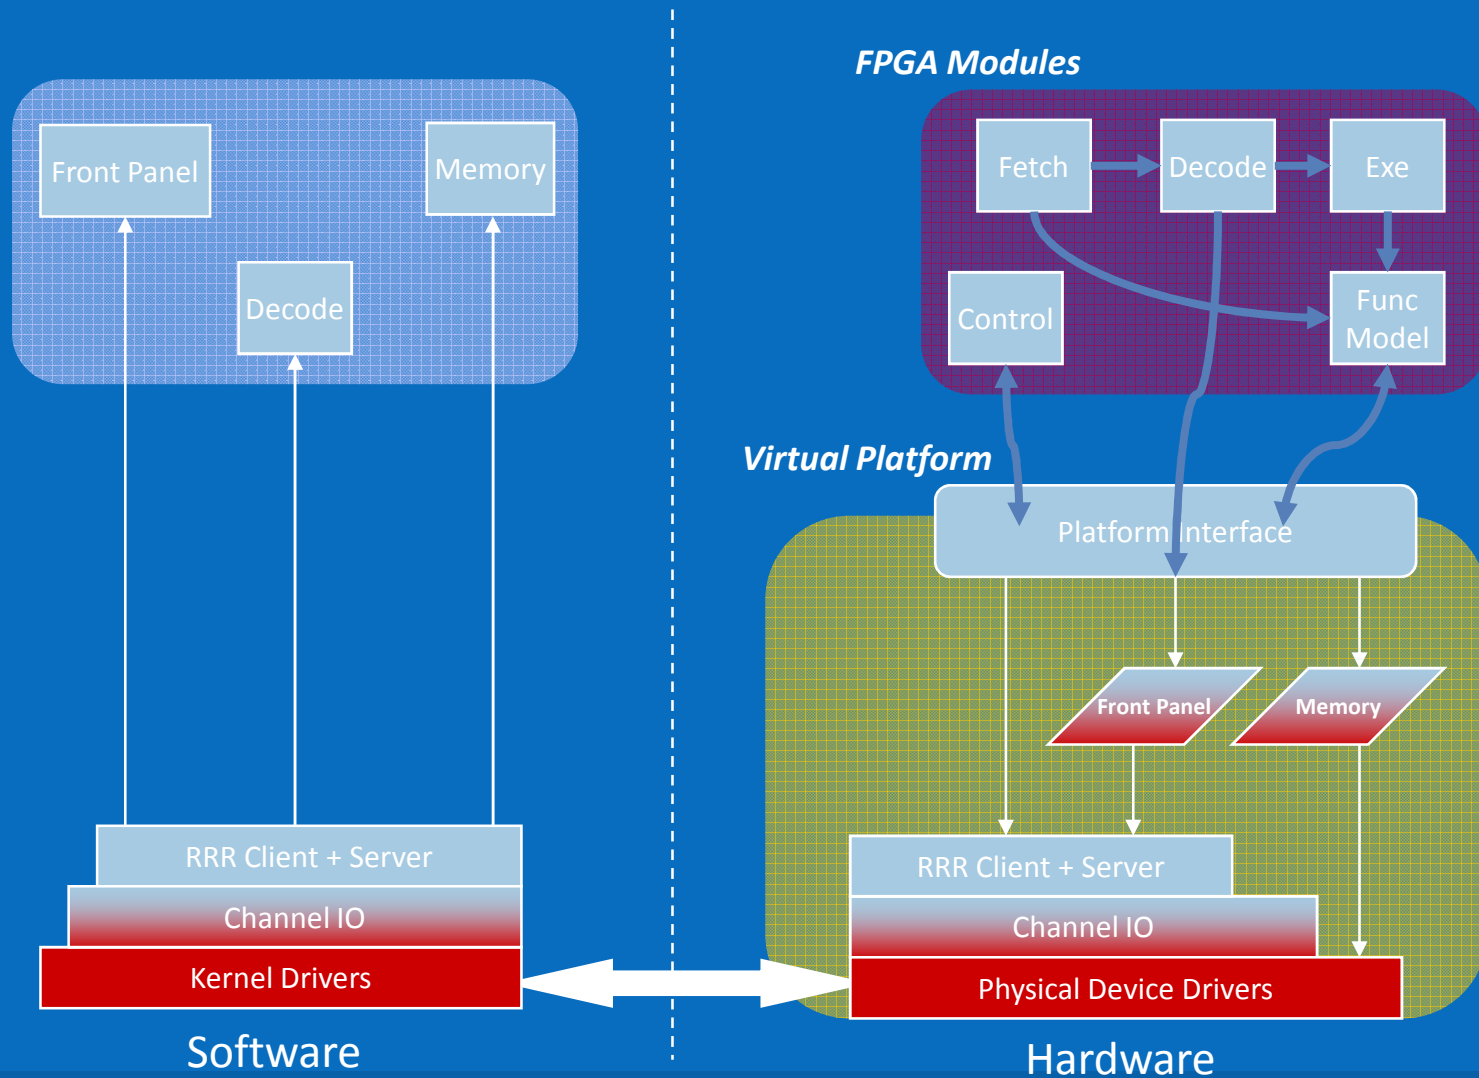 FPGA Modules
Front Panel
Memory
Decode
Fetch
Decode
Exe
Control
Func
Model
Virtual Platform
Platform Interface
Front Panel
Memory
RRR Client + Server
Channel IO
Kernel Drivers
RRR Client + Server
Channel IO
Physical Device Drivers
Software
Hardware